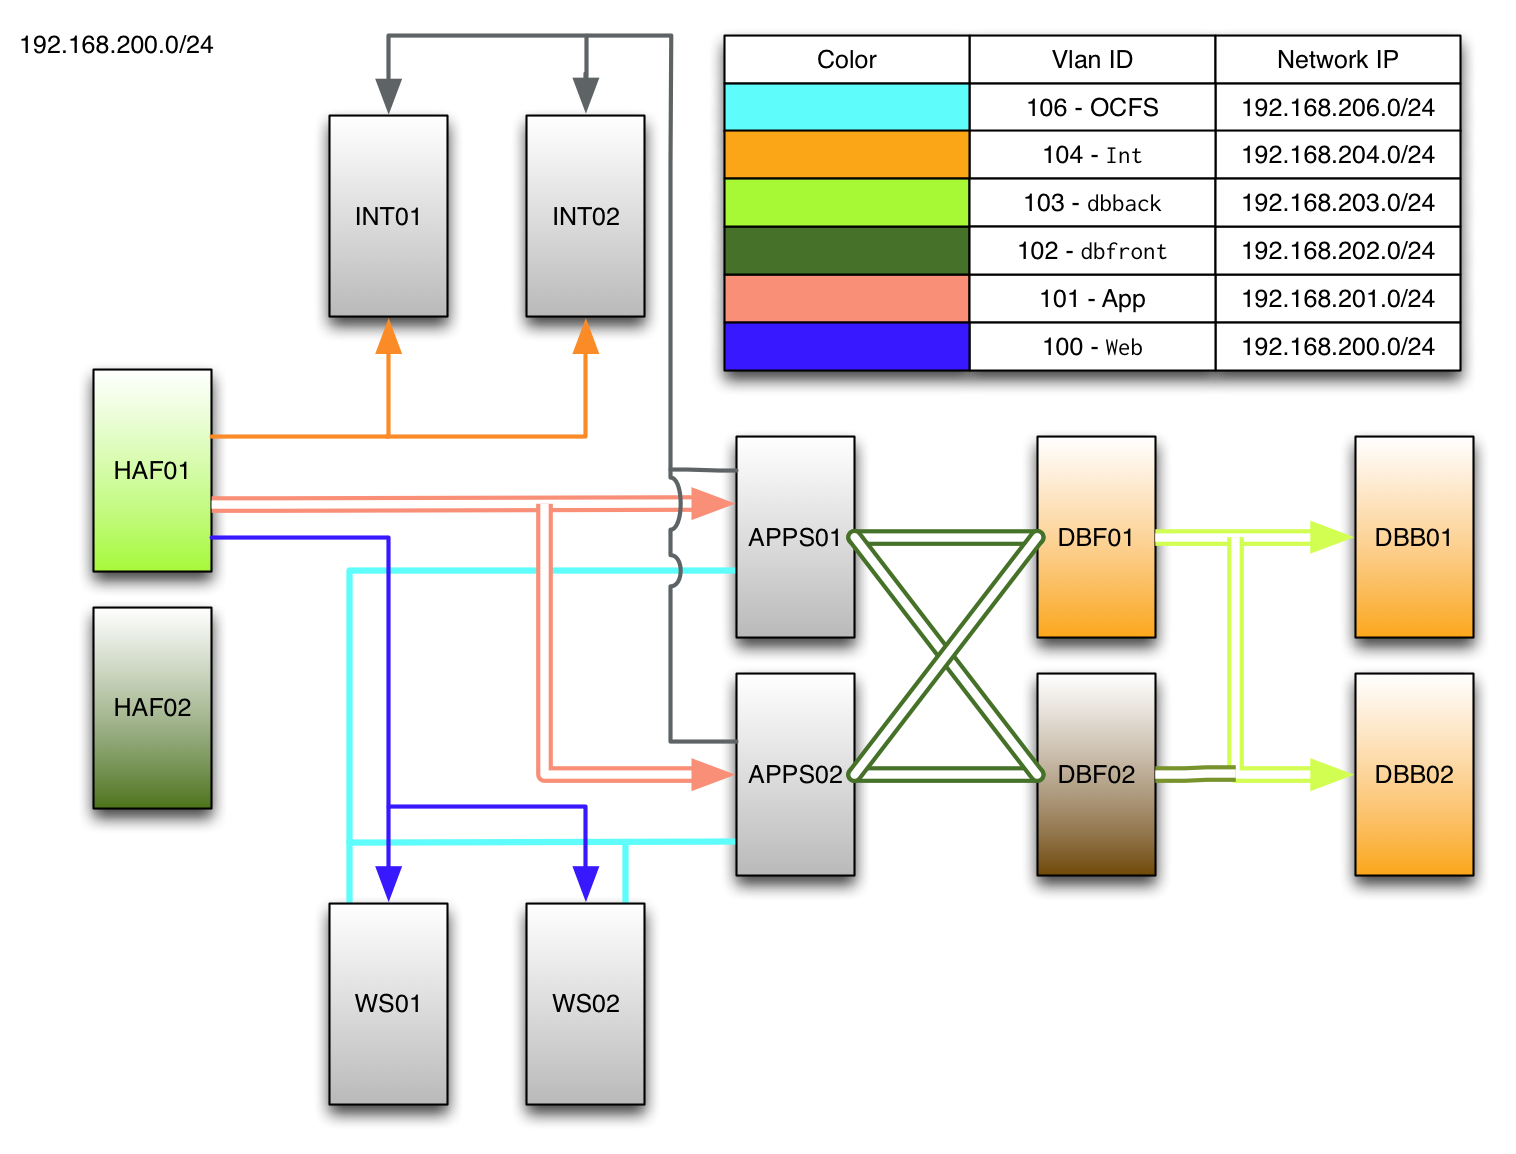 192.168.200.0/24
Color Vlan ID Network IP
106 - OCFS 192.168.206.0/24
104 - Int 192.168.204.0/24
103 - dbback 192.168.203.0/24
102 - dbfront 192.168.202.0/24
101 - App 192.168.201.0/24
100 - Web 192.168.200.0/24
INT01 INT02
HAF01
APPS01 DBF01 DBB01
HAF02
APPS02 DBF02 DBB02
WS01 WS02